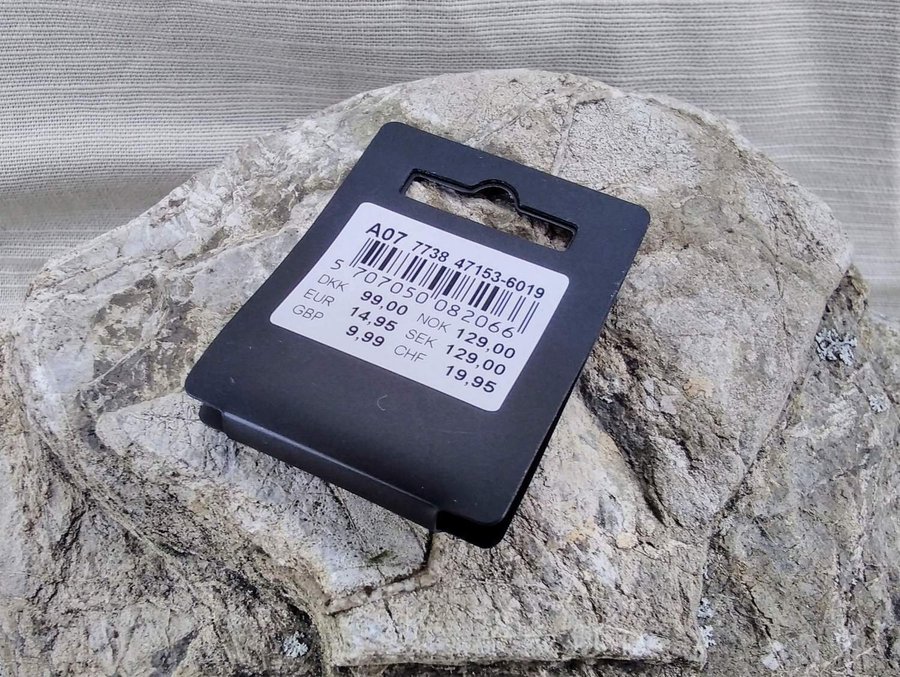 A07 7738 47153-6019
5 707050 082066
DKK 99,00 NOK 129,00
EUR 14,95 SEK 129,00
GBP 9,99 CHF 19,95